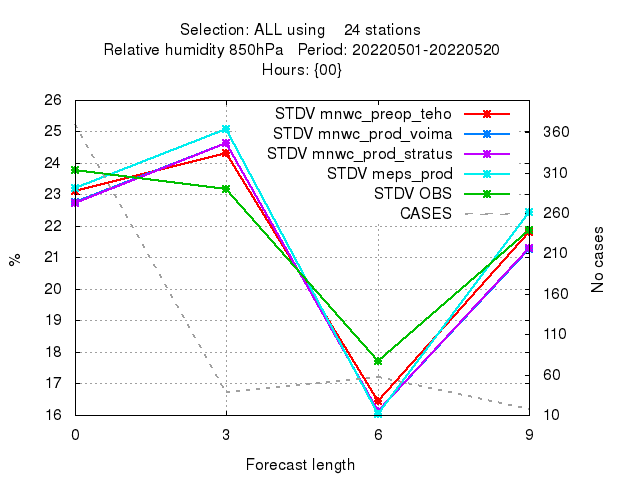 Selection: ALL using    24 stations
Relative humidity 850hPa   Period: 20220501-20220520
Hours: {00}
STDV mnwc_preop_teho
STDV mnwc_prod_voima
STDV mnwc_prod_stratus
STDV meps_prod
STDV OBS
CASES
26
25
24
23
22
21
20
19
18
17
16
%
360
310
260
210
160
110
60
10
No cases
0 3 6 9
Forecast length